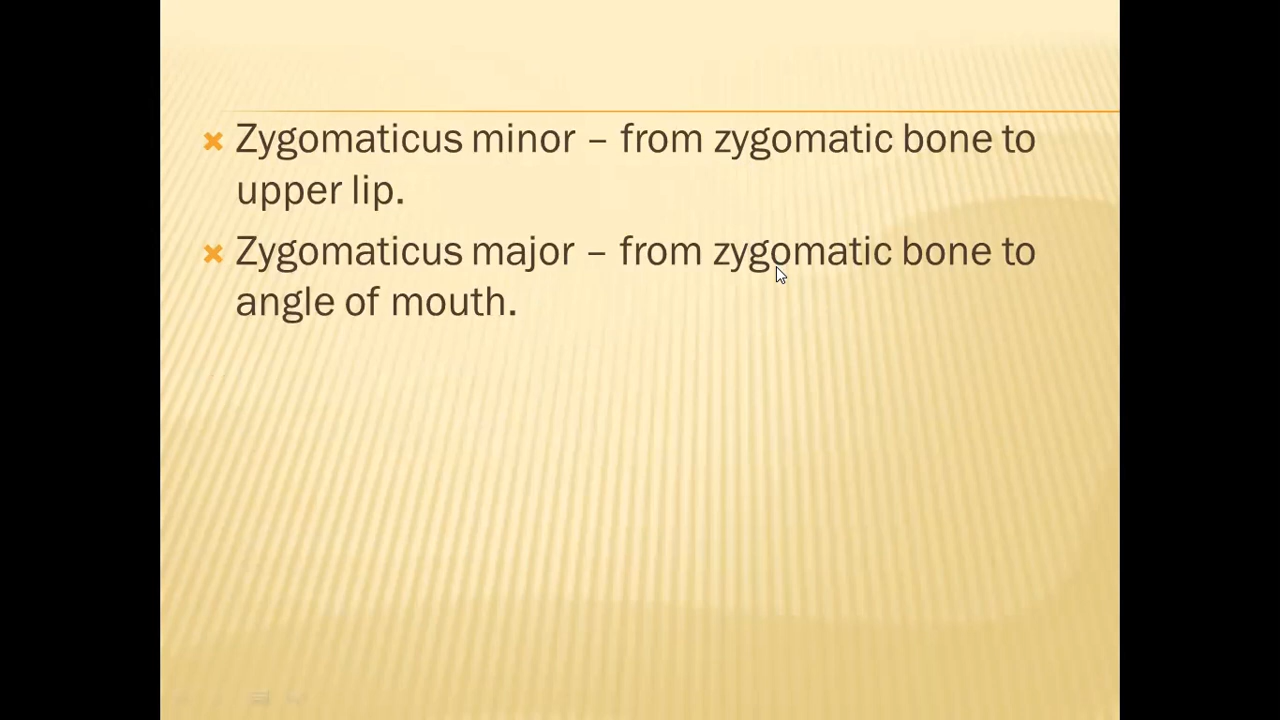 Zygomaticus minor – from zygomatic bone to
upper lip.
Zygomaticus major – from zygomatic bone to
angle of mouth.